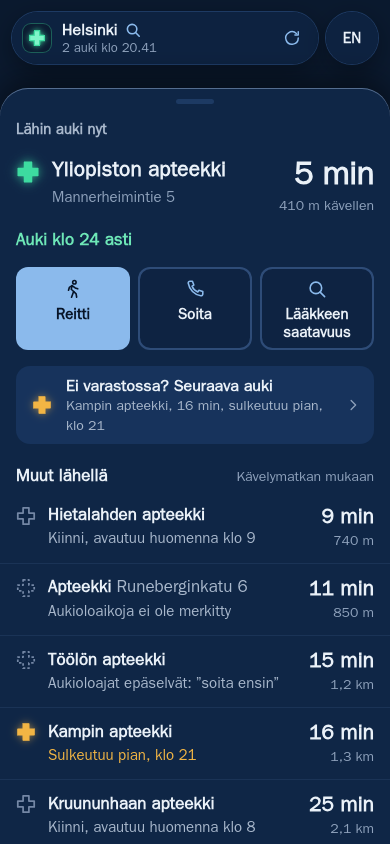 Helsinki
2 auki klo 20.41
EN
Lähin auki nyt
Yliopiston apteekki
5 min
Mannerheimintie 5
410 m kävellen
Auki klo 24 asti
Reitti
Soita
Lääkkeen
saatavuus
Ei varastossa? Seuraava auki
Kampin apteekki, 16 min, sulkeutuu pian,
klo 21
Muut lähellä
Kävelymatkan mukaan
Hietalahden apteekki
9 min
Kiinni, avautuu huomenna klo 9
740 m
Apteekki Runeberginkatu 6
11 min
Aukioloaikoja ei ole merkitty
850 m
Töölön apteekki
15 min
Aukioloajat epäselvät: ”soita ensin”
1,2 km
Kampin apteekki
16 min
Sulkeutuu pian, klo 21
1,3 km
Kruununhaan apteekki
25 min
Kiinni, avautuu huomenna klo 8
2,1 km